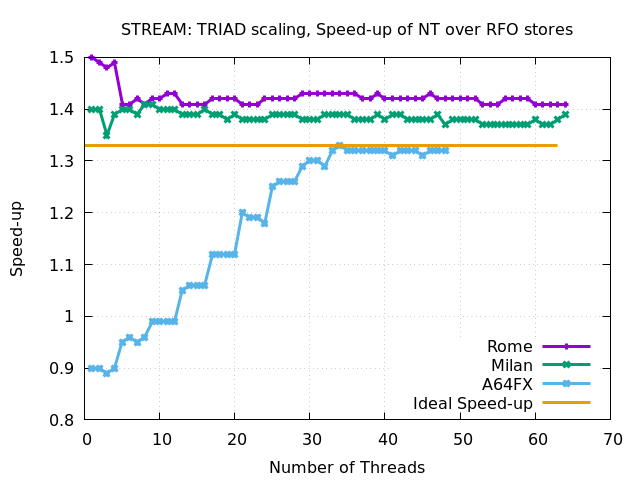 STREAM: TRIAD scaling, Speed-up of NT over RFO stores
1.5
1.4
1.3
1.2
1.1
1
0.9
0.8
Speed-up
Rome
Milan
A64FX
Ideal Speed-up
0 10 20 30 40 50 60 70
Number of Threads